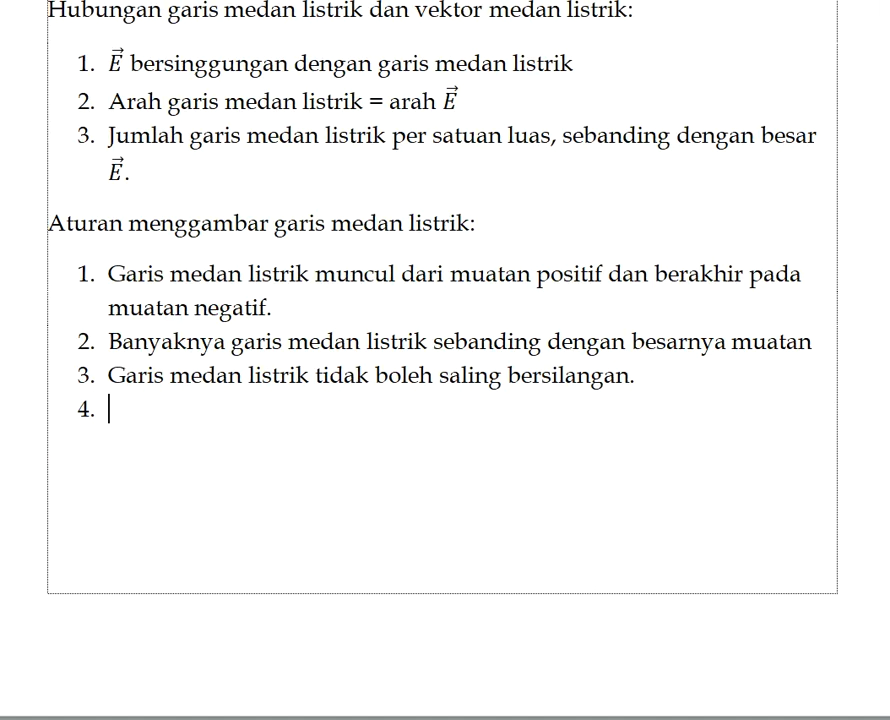 Hubungan garis medan listrik dan vektor medan listrik:
1. E⃗ bersinggungan dengan garis medan listrik
2. Arah garis medan listrik = arah E⃗
3. Jumlah garis medan listrik per satuan luas, sebanding dengan besar
E⃗.
Aturan menggambar garis medan listrik:
1. Garis medan listrik muncul dari muatan positif dan berakhir pada
muatan negatif.
2. Banyaknya garis medan listrik sebanding dengan besarnya muatan
3. Garis medan listrik tidak boleh saling bersilangan.
4.